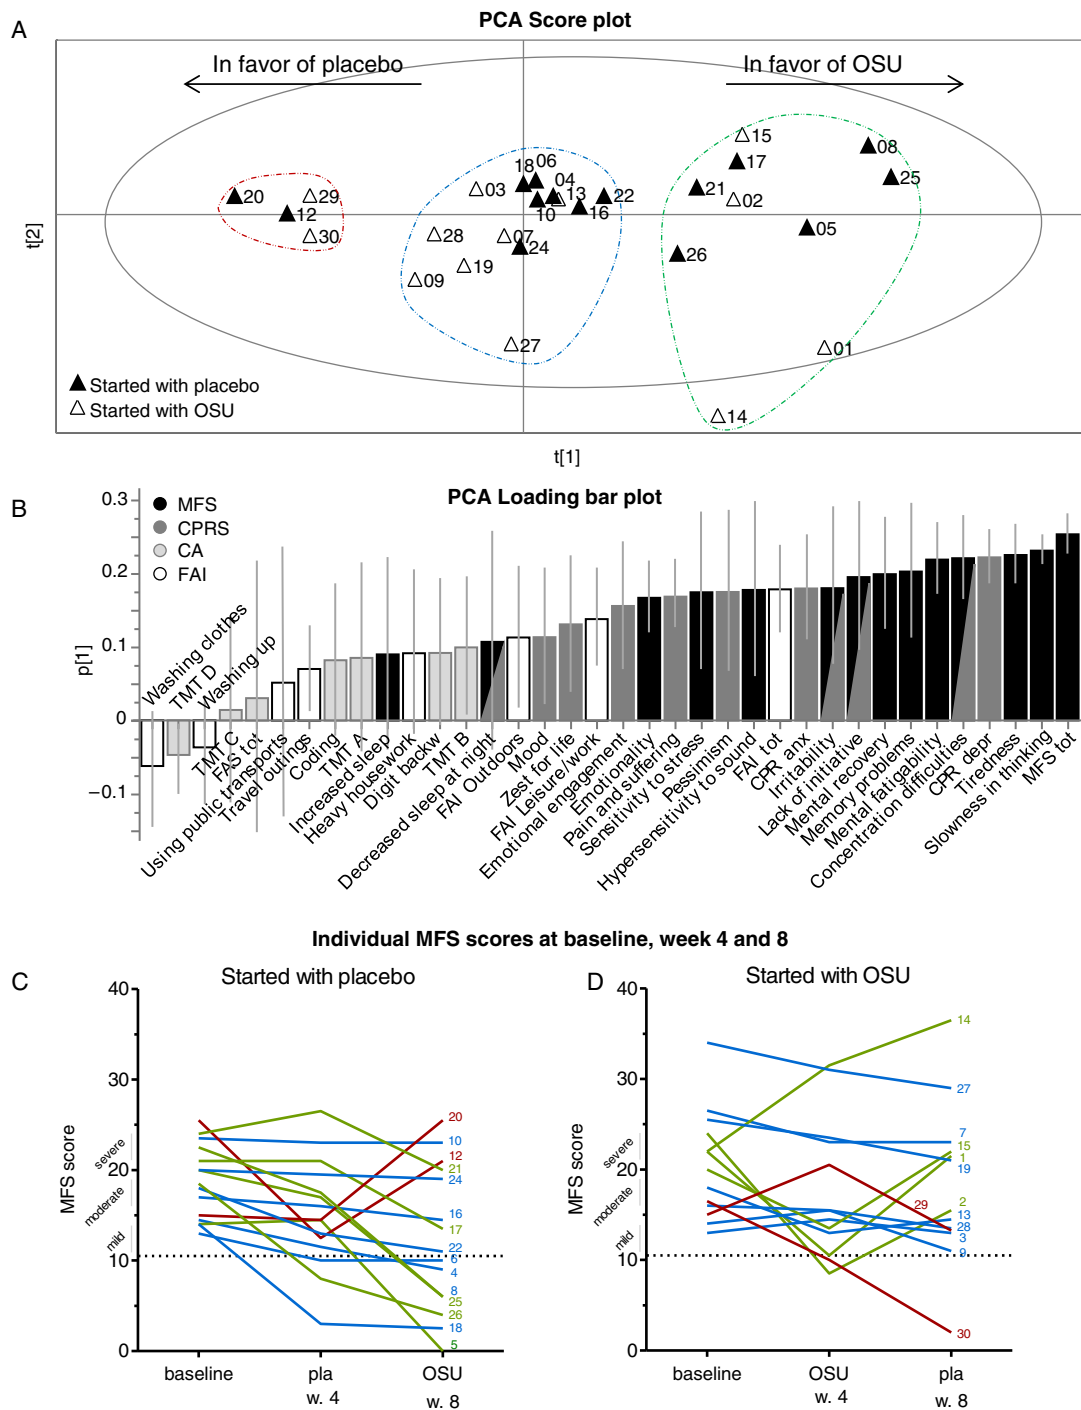 A
PCA Score plot
In favor of placebo
In favor of OSU
15
06
18
17
08
04
03
13
22
25
20
29
21
02
12
10
16
28
07
24
05
30
19
26
09
27
01
14
t[2]
Started with placebo
Started with OSU
t[1]
B
PCA Loading bar plot
MFS
CPRS
CA
FAI
0.3
0.2
0.1
0
−0.1
p[1]
Washing clothes
TMT D
Washing up
TMT C
FAS tot
Using public transports
Travel outings
Coding
TMT A
Increased sleep
Heavy housework
Digit backw
TMT B
Decreased sleep at night
FAI Outdoors
Mood
Zest for life
FAI Leisure/work
Emotional engagement
Emotionality
Pain and suffering
Sensitivity to stress
Pessimism
Hypersensitivity to sound
FAI tot
CPR anx
Irritability
Lack of initiative
Mental recovery
Memory problems
Mental fatigability
Concentration difficulties
CPR depr
Tiredness
Slowness in thinking
MFS tot
Individual MFS scores at baseline, week 4 and 8
C
Started with placebo
40
30
20
10
0
MFS score
severe
moderate
mild
20
10
12
21
24
16
17
22
6
4
8
25
26
18
5
baseline
pla
w. 4
OSU
w. 8
D
Started with OSU
40
30
20
10
0
MFS score
severe
moderate
mild
14
27
7
15
1
19
29
2
13
28
3
9
30
baseline
OSU
w. 4
pla
w. 8